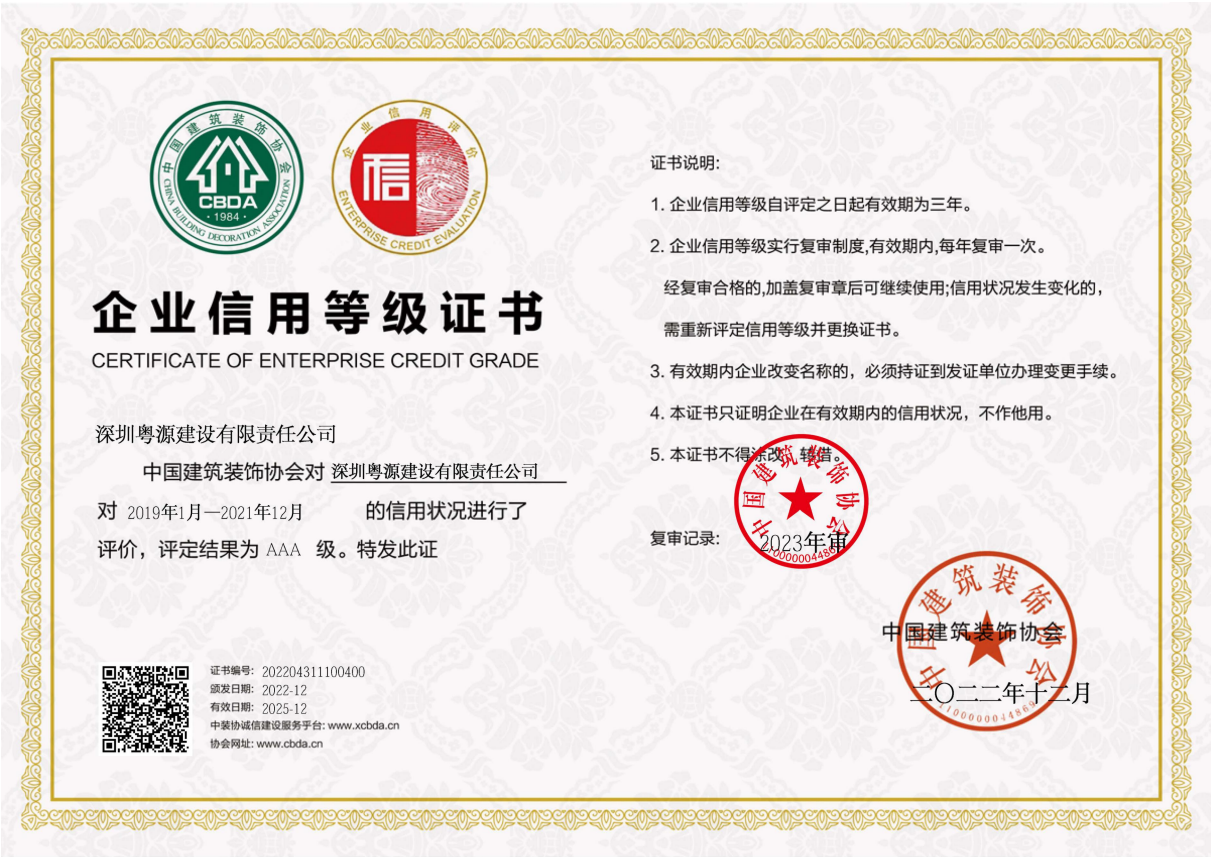 中国建筑装饰协会
CBDA
·1984·
CHINA BUILDING DECORATION ASSOCIATION
企业信用评价
信
ENTERPRISE CREDIT EVALUATION
企业信用等级证书
CERTIFICATE OF ENTERPRISE CREDIT GRADE
深圳粤源建设有限责任公司
中国建筑装饰协会对 深圳粤源建设有限责任公司
对 2019年1月—2021年12月 的信用状况进行了
评价，评定结果为 AAA 级。特发此证
证书编号: 202204311100400
颁发日期: 2022-12
有效日期: 2025-12
中装协诚信建设服务平台: www.xcbda.cn
协会网址: www.cbda.cn
证书说明:
1. 企业信用等级自评定之日起有效期为三年。
2. 企业信用等级实行复审制度,有效期内,每年复审一次。
经复审合格的,加盖复审章后可继续使用;信用状况发生变化的，
需重新评定信用等级并更换证书。
3. 有效期内企业改变名称的，必须持证到发证单位办理变更手续。
4. 本证书只证明企业在有效期内的信用状况，不作他用。
5. 本证书不得涂改、转借。
复审记录:
中国建筑装饰协会
2023年审
中国建筑装饰协会
中国建筑装饰协会
二〇二二年十二月